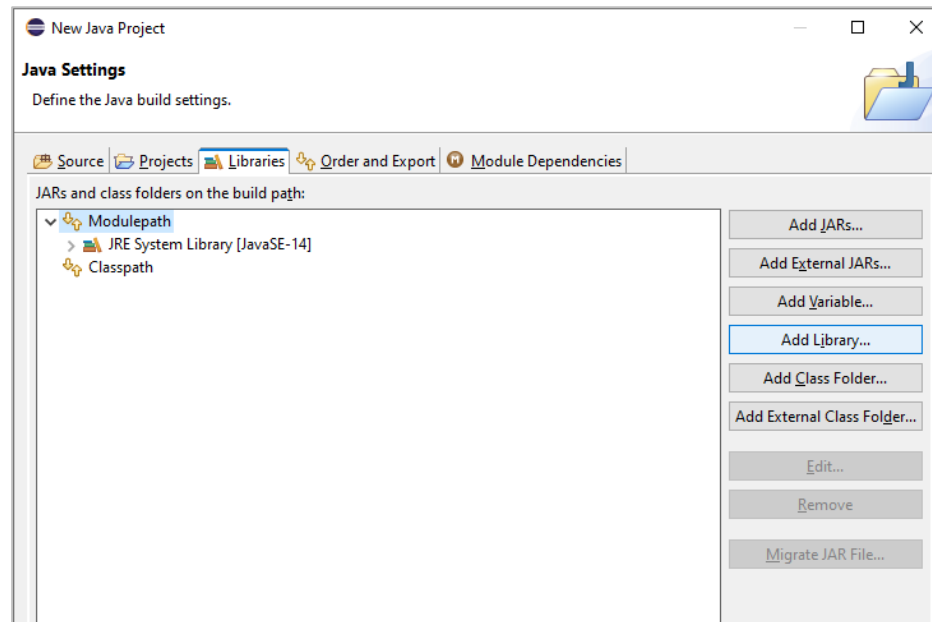 New Java Project
Java Settings
Define the Java build settings.
Source Projects Libraries Order and Export Module Dependencies
JARs and class folders on the build path:
Modulepath
JRE System Library [JavaSE-14]
Classpath
Add JARs...
Add External JARs...
Add Variable...
Add Library...
Add Class Folder...
Add External Class Folder...
Edit...
Remove
Migrate JAR File...